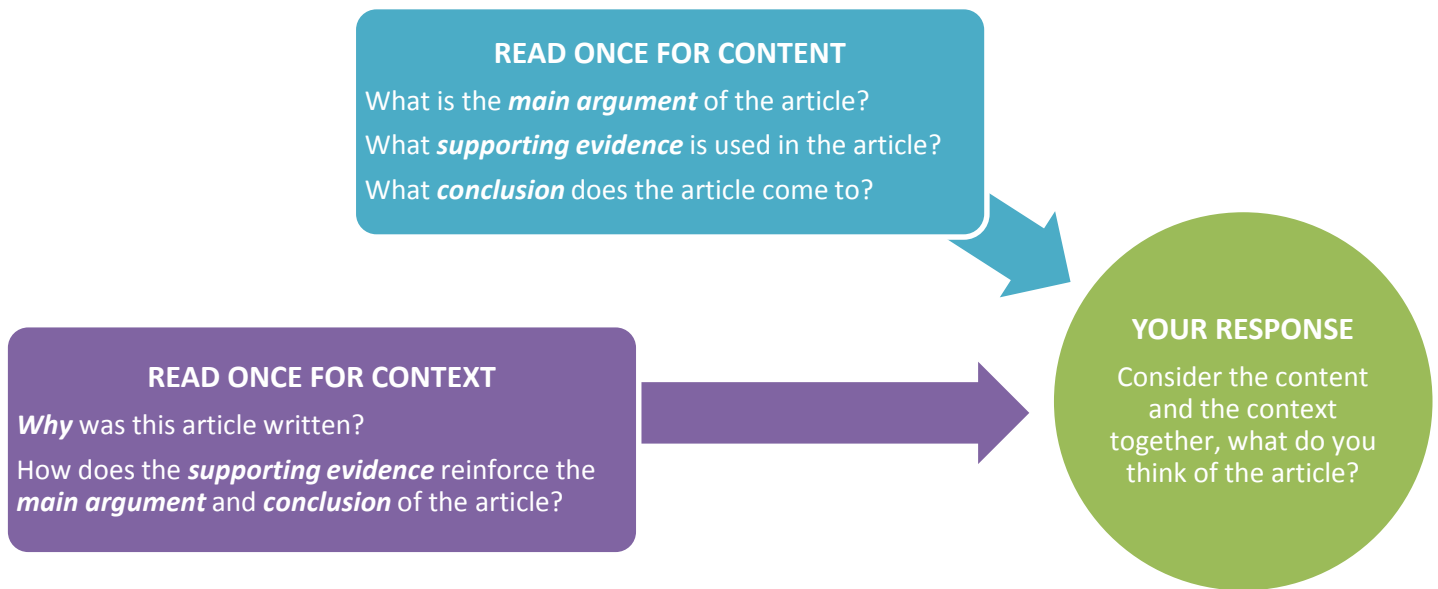 READ ONCE FOR CONTENT
What is the main argument of the article?
What supporting evidence is used in the article?
What conclusion does the article come to?
READ ONCE FOR CONTEXT
Why was this article written?
How does the supporting evidence reinforce the
main argument and conclusion of the article?
YOUR RESPONSE
Consider the content
and the context
together, what do you
think of the article?